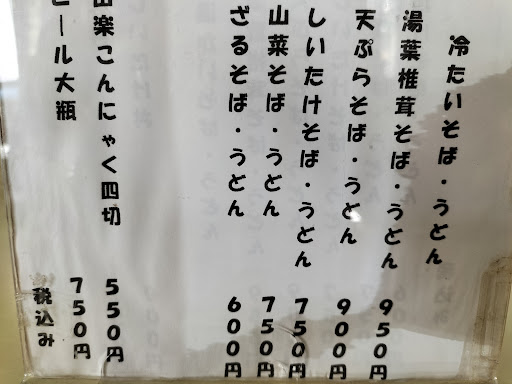 冷たいそば・うどん
湯葉椎茸そば・うどん 950円
天ぷらそば・うどん 900円
しいたけそば・うどん 750円
山菜そば・うどん 750円
ざるそば・うどん 600円
楽こんにゃく四切 550円
ビール大瓶 750円
税込み